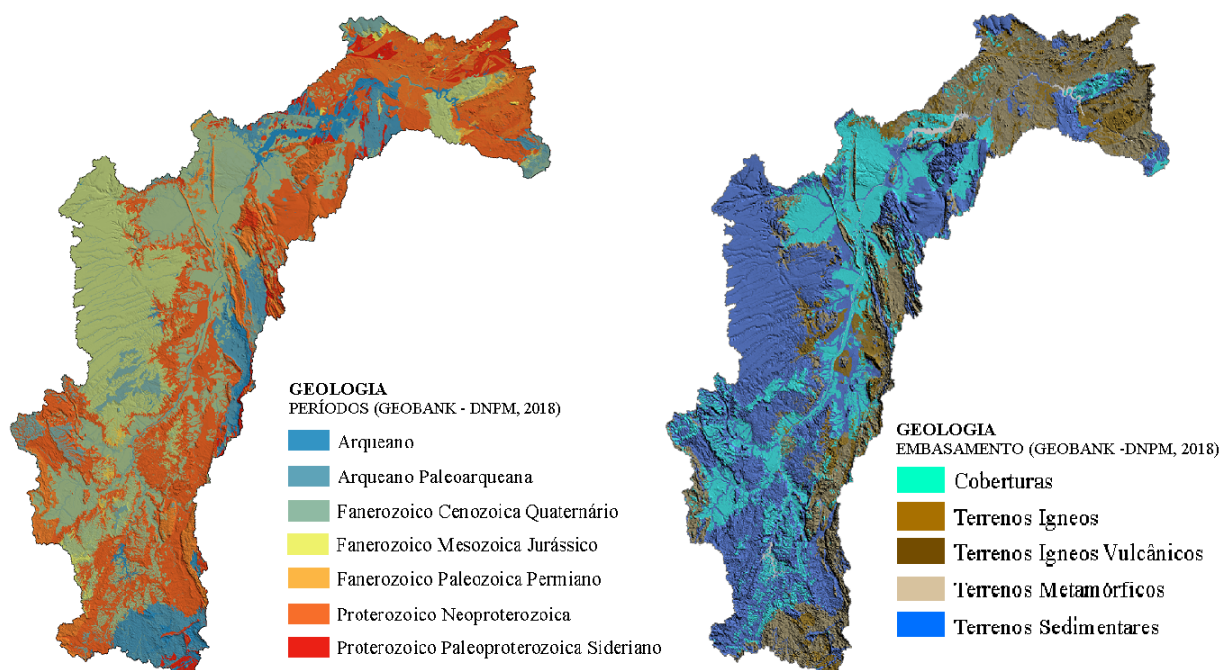 GEOLOGIA
PERÍODOS (GEOBANK - DNPM, 2018)
Arqueano
Arqueano Paleoarqueana
Fanerozoico Cenozoica Quaternário
Fanerozoico Mesozoica Jurássico
Fanerozoico Paleozoica Permiano
Proterozoico Neoproterozoica
Proterozoico Paleoproterozoica Sideriano
GEOLOGIA
EMBASAMENTO (GEOBANK -DNPM, 2018)
Coberturas
Terrenos Igneos
Terrenos Igneos Vulcânicos
Terrenos Metamórficos
Terrenos Sedimentares